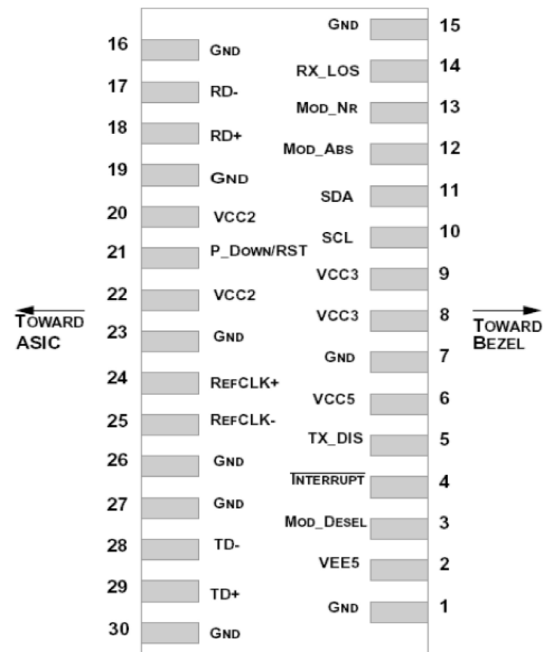 GND 15
16 GND
RX_LOS 14
17 RD-
MOD_NR 13
18 RD+
MOD_ABS 12
19 GND
SDA 11
20 VCC2
SCL 10
21 P_DOWN/RST
VCC3 9
22 VCC2
VCC3 8
TOWARD ASIC
TOWARD BEZEL
23 GND
GND 7
24 REFCLK+
VCC5 6
25 REFCLK-
TX_DIS 5
26 GND
INTERRUPT 4
27 GND
MOD_DESEL 3
28 TD-
VEE5 2
29 TD+
GND 1
30 GND